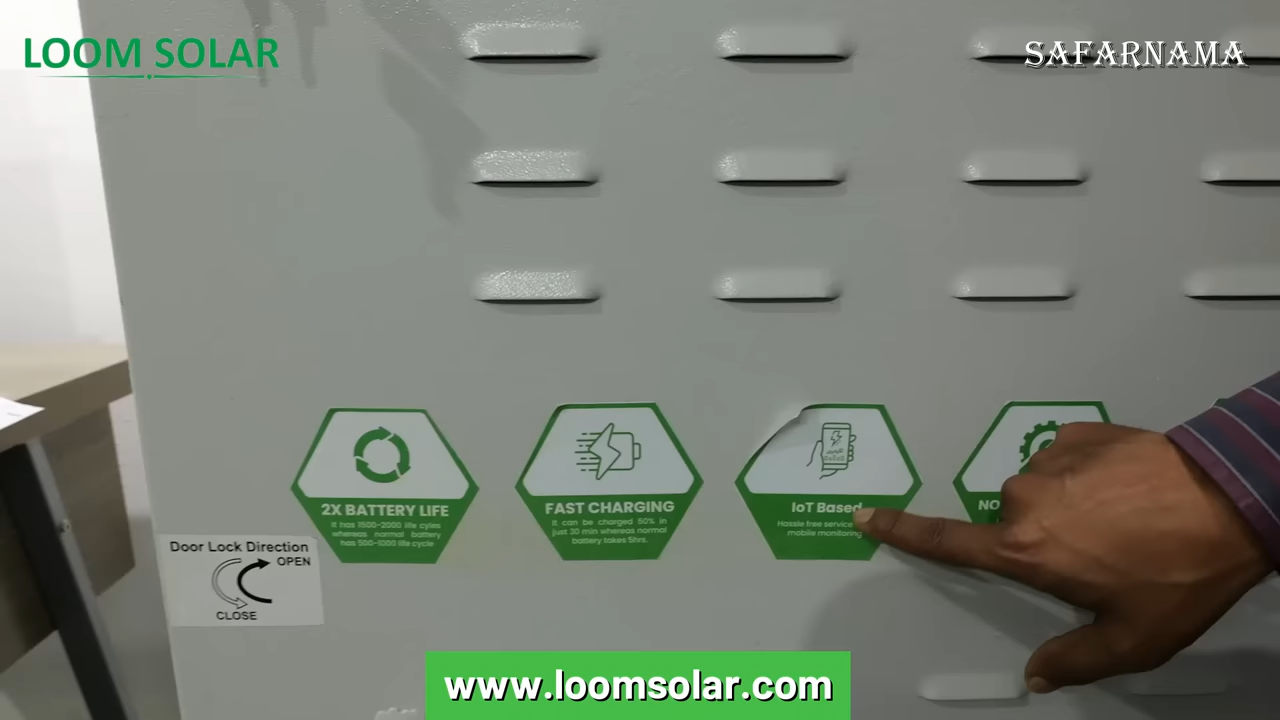 LOOM SOLAR
SAFARNAMA
2X BATTERY LIFE
It has 1500-2000 life cyles
whereas normal battery
has 500-1000 life cycle
FAST CHARGING
It can be charged 50% in
just 30 min whereas normal
battery takes 5hrs.
IoT Based
Hassle free service
mobile monitoring
NO
Door Lock Direction
OPEN
CLOSE
www.loomsolar.com